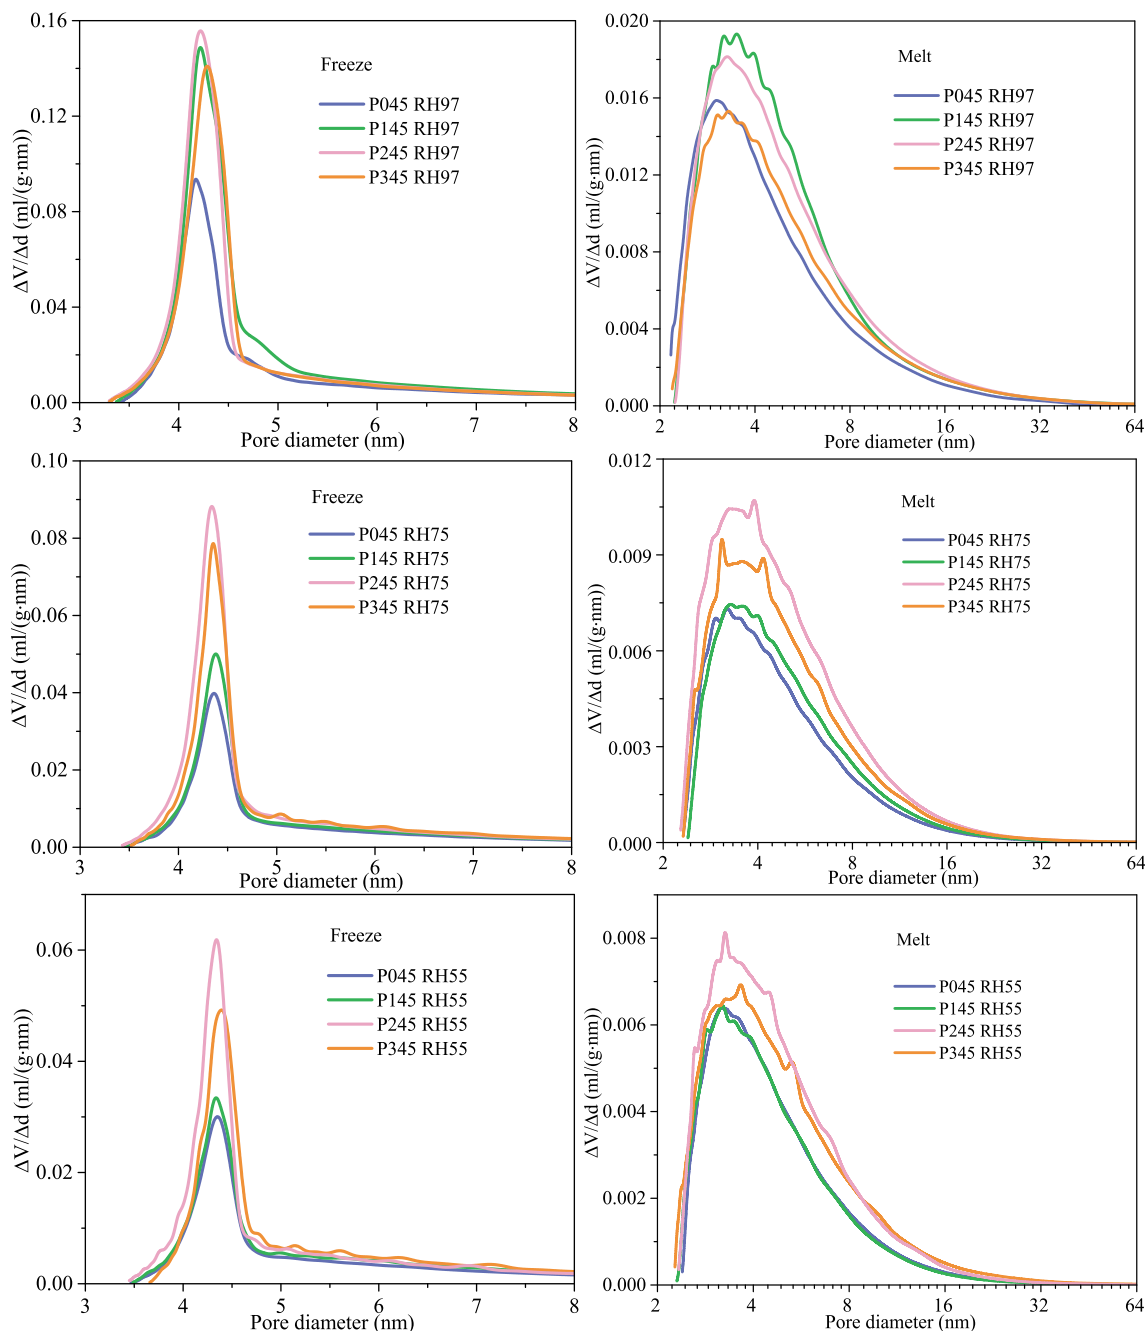 0.16
0.12
0.08
0.04
0.00
ΔV/Δd (ml/(g·nm))
Freeze
P045 RH97
P145 RH97
P245 RH97
P345 RH97
3 4 5 6 7 8
Pore diameter (nm)
0.020
0.016
0.012
0.008
0.004
0.000
ΔV/Δd (ml/(g·nm))
Melt
P045 RH97
P145 RH97
P245 RH97
P345 RH97
2 4 8 16 32 64
Pore diameter (nm)
0.10
0.08
0.06
0.04
0.02
0.00
ΔV/Δd (ml/(g·nm))
Freeze
P045 RH75
P145 RH75
P245 RH75
P345 RH75
3 4 5 6 7 8
Pore diameter (nm)
0.012
0.009
0.006
0.003
0.000
ΔV/Δd (ml/(g·nm))
Melt
P045 RH75
P145 RH75
P245 RH75
P345 RH75
2 4 8 16 32 64
Pore diameter (nm)
0.06
0.04
0.02
0.00
ΔV/Δd (ml/(g·nm))
Freeze
P045 RH55
P145 RH55
P245 RH55
P345 RH55
3 4 5 6 7 8
Pore diameter (nm)
0.008
0.006
0.004
0.002
0.000
ΔV/Δd (ml/(g·nm))
Melt
P045 RH55
P145 RH55
P245 RH55
P345 RH55
2 4 8 16 32 64
Pore diameter (nm)